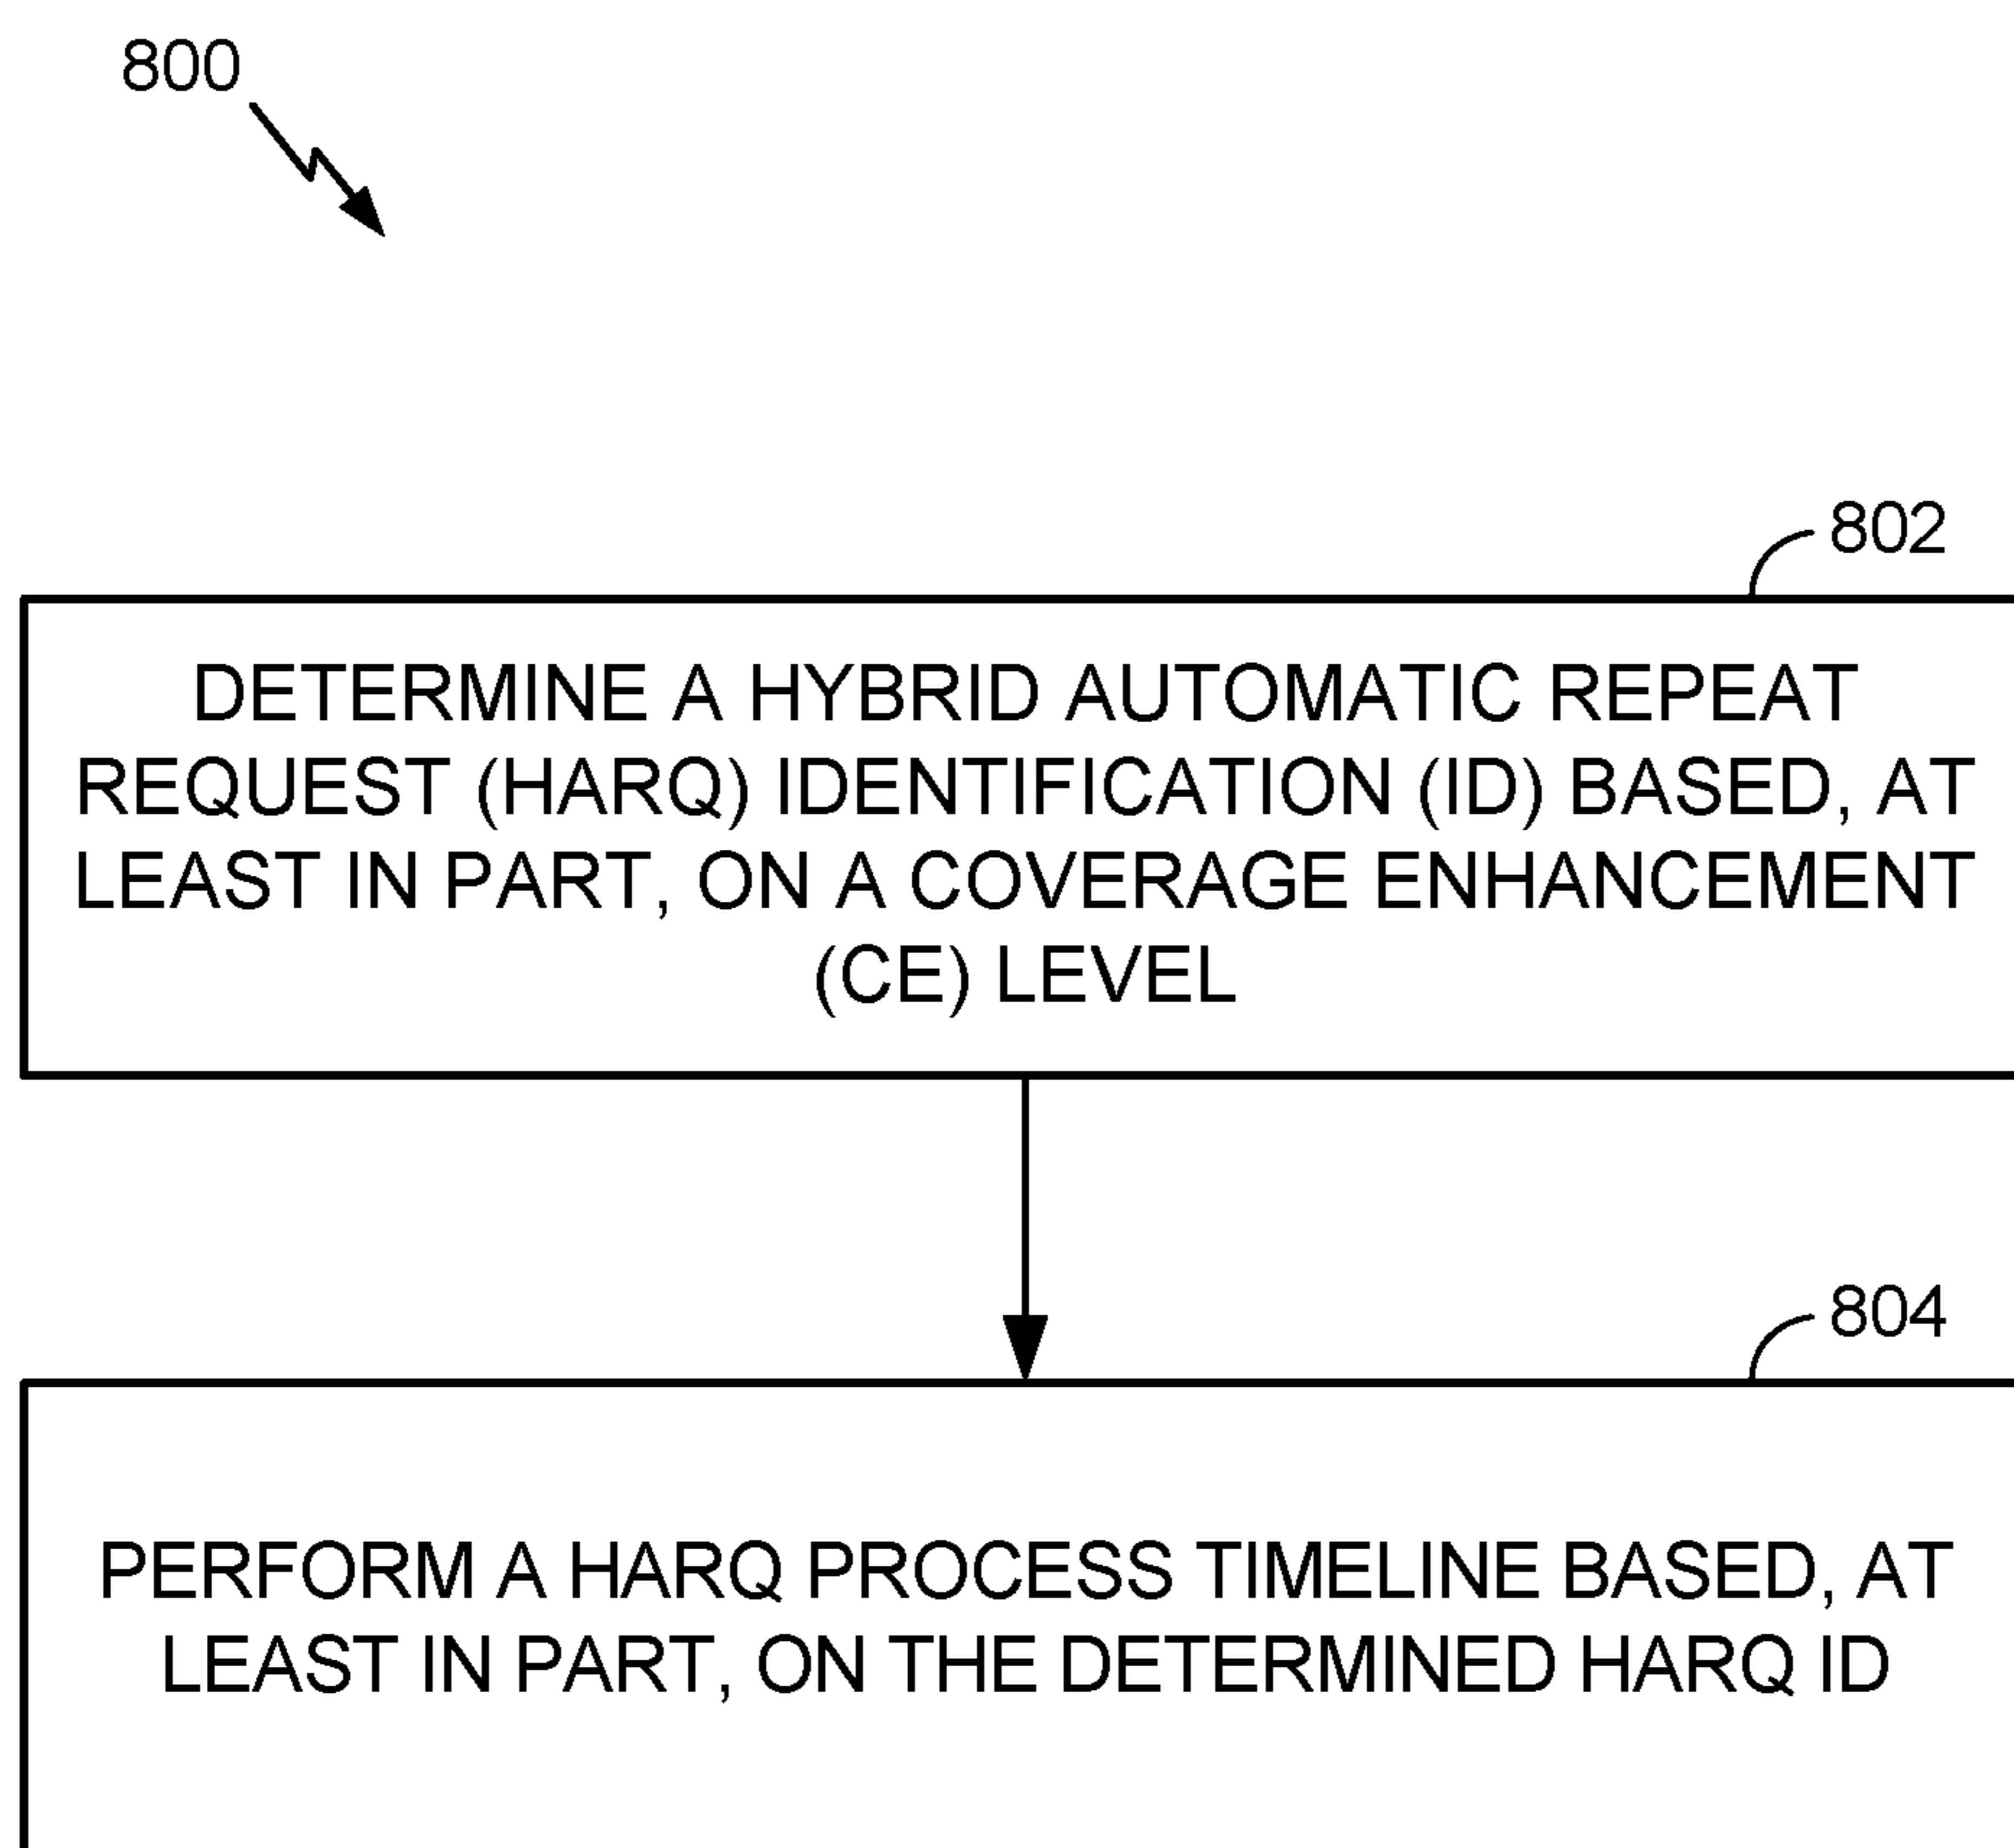 800
802
DETERMINE A HYBRID AUTOMATIC REPEAT
REQUEST (HARQ) IDENTIFICATION (ID) BASED, AT
LEAST IN PART, ON A COVERAGE ENHANCEMENT
(CE) LEVEL
804
PERFORM A HARQ PROCESS TIMELINE BASED, AT
LEAST IN PART, ON THE DETERMINED HARQ ID